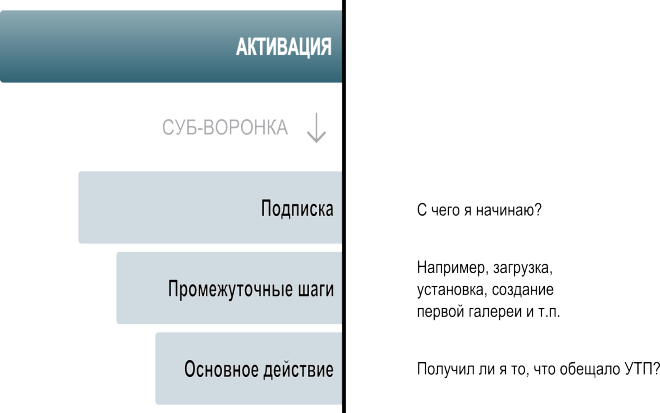 АКТИВАЦИЯ
СУБ-ВОРОНКА
Подписка
С чего я начинаю?
Промежуточные шаги
Например, загрузка,
установка, создание
первой галереи и т.п.
Основное действие
Получил ли я то, что обещало УТП?